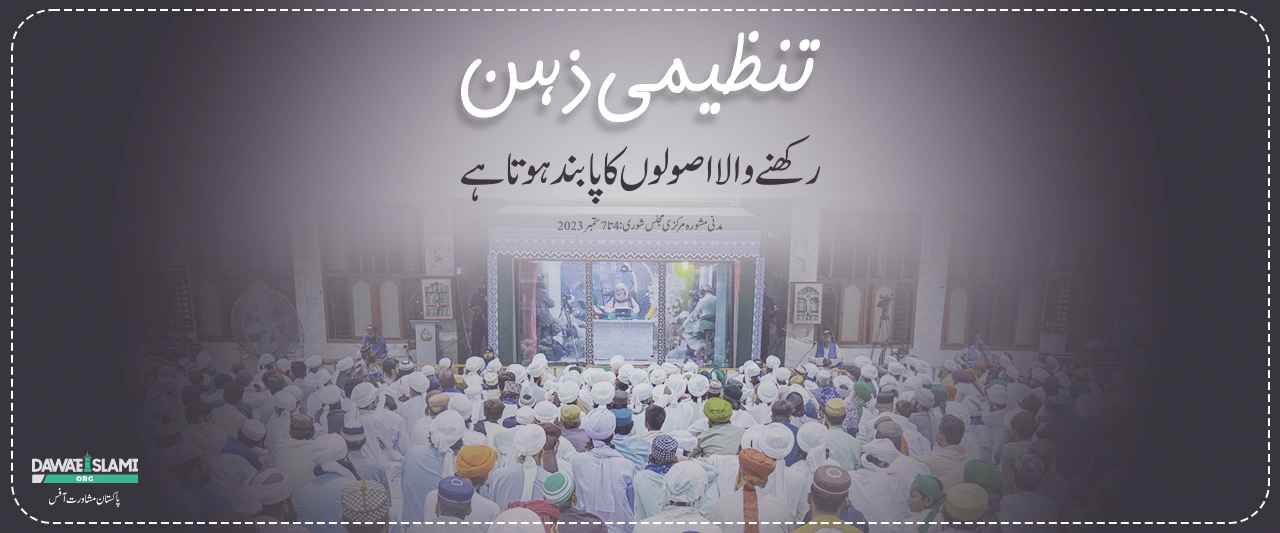 تنظیمی ذہن
رکھنے والا اصولوں کا پابند ہوتا ہے
مدنی مشورہ مرکزی مجلس شوریٰ: 4 تا 7 ستمبر 2023
DAWATEISLAMI
ORG
پاکستان مشاورت آفس